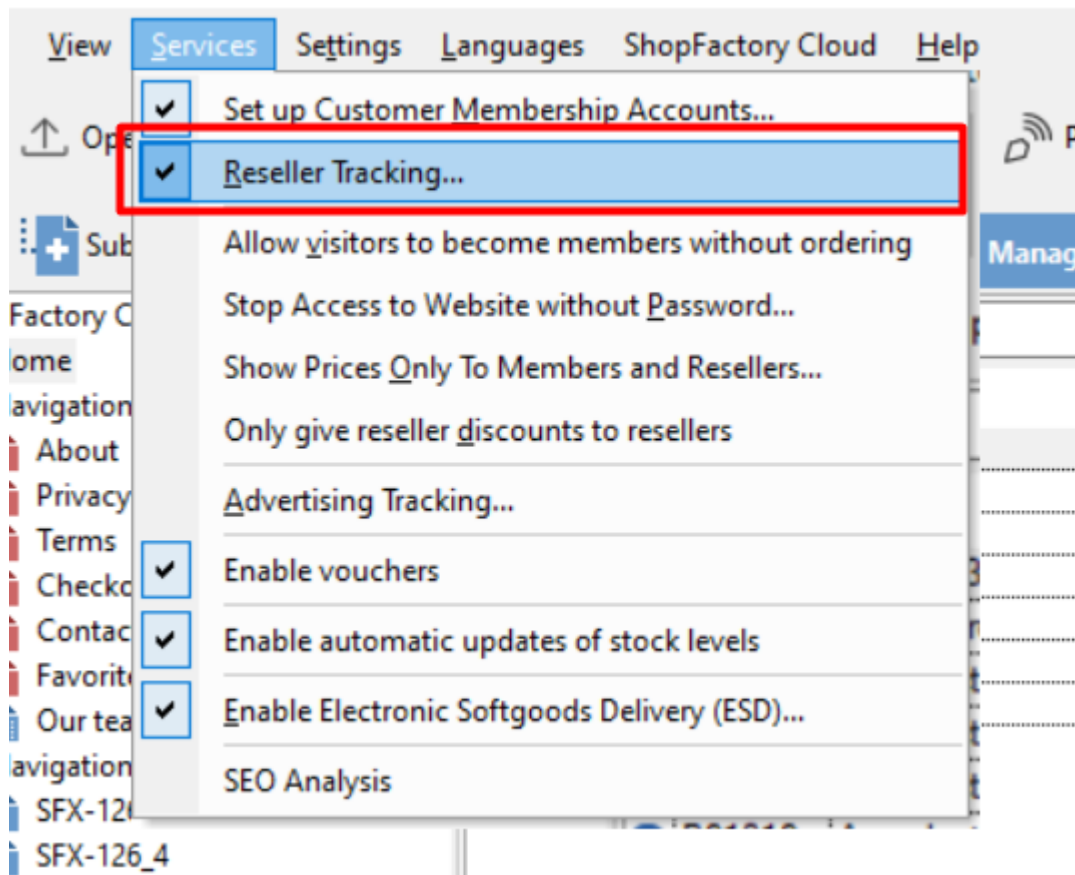 View Services Settings Languages ShopFactory Cloud Help
Set up Customer Membership Accounts...
Reseller Tracking...
Allow visitors to become members without ordering
Manag
Stop Access to Website without Password...
Factory C
Show Prices Only To Members and Resellers...
ome
avigation
Only give reseller discounts to resellers
About
Privacy
Advertising Tracking...
Terms
Enable vouchers
Checko
Contac
Enable automatic updates of stock levels
Favorite
Enable Electronic Softgoods Delivery (ESD)...
Our tea
avigation
SEO Analysis
SFX-126
SFX-126_4